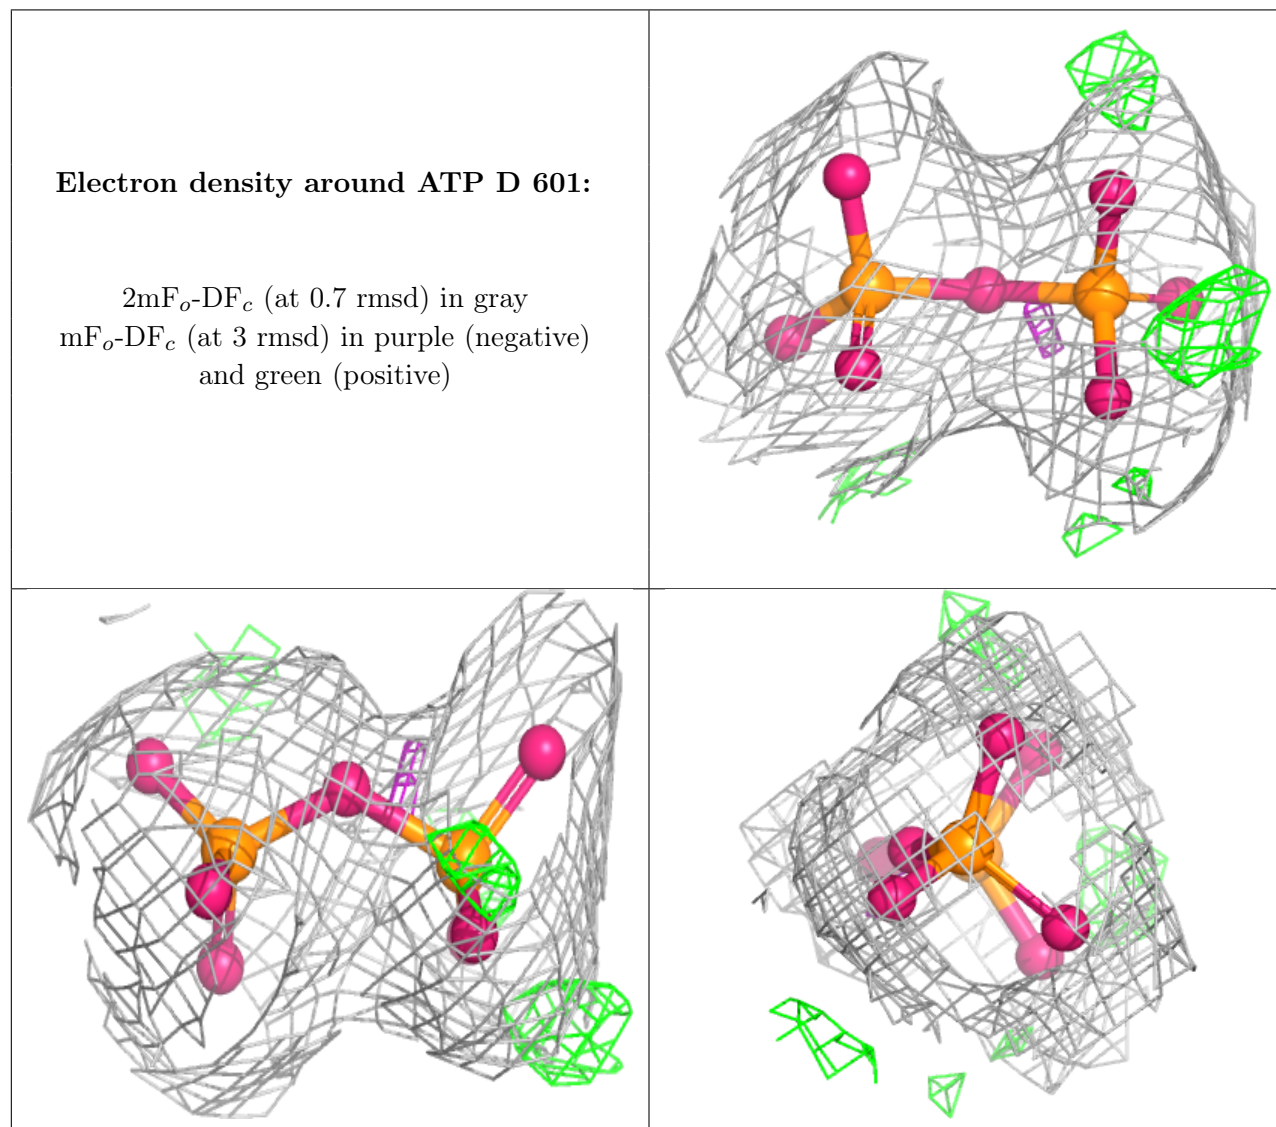 Electron density around ATP D 601:
2mFo-DFc (at 0.7 rmsd) in gray
mFo-DFc (at 3 rmsd) in purple (negative)
and green (positive)